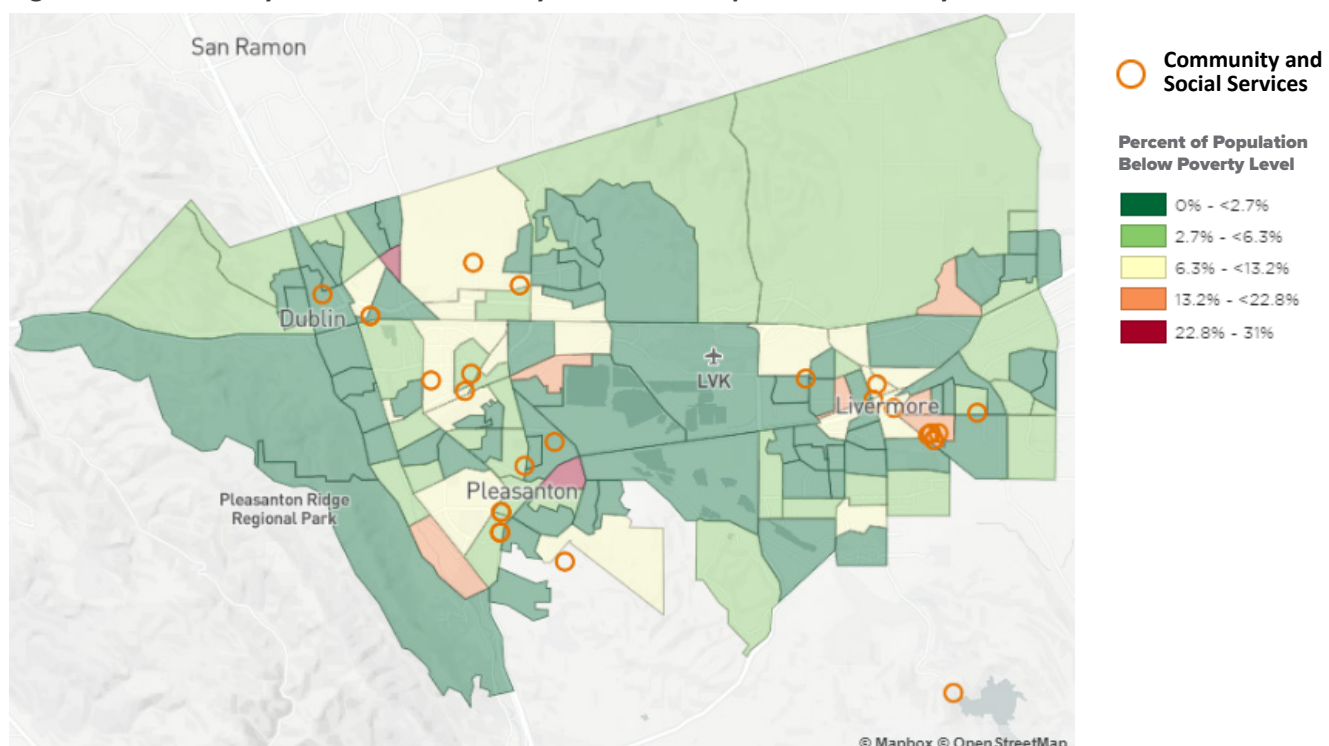 San Ramon
Dublin
LVK
Livermore
Pleasanton
Pleasanton Ridge
Regional Park
© Mapbox © OpenStreetMap
Community and
Social Services
Percent of Population
Below Poverty Level
0% - <2.7%
2.7% - <6.3%
6.3% - <13.2%
13.2% - <22.8%
22.8% - 31%